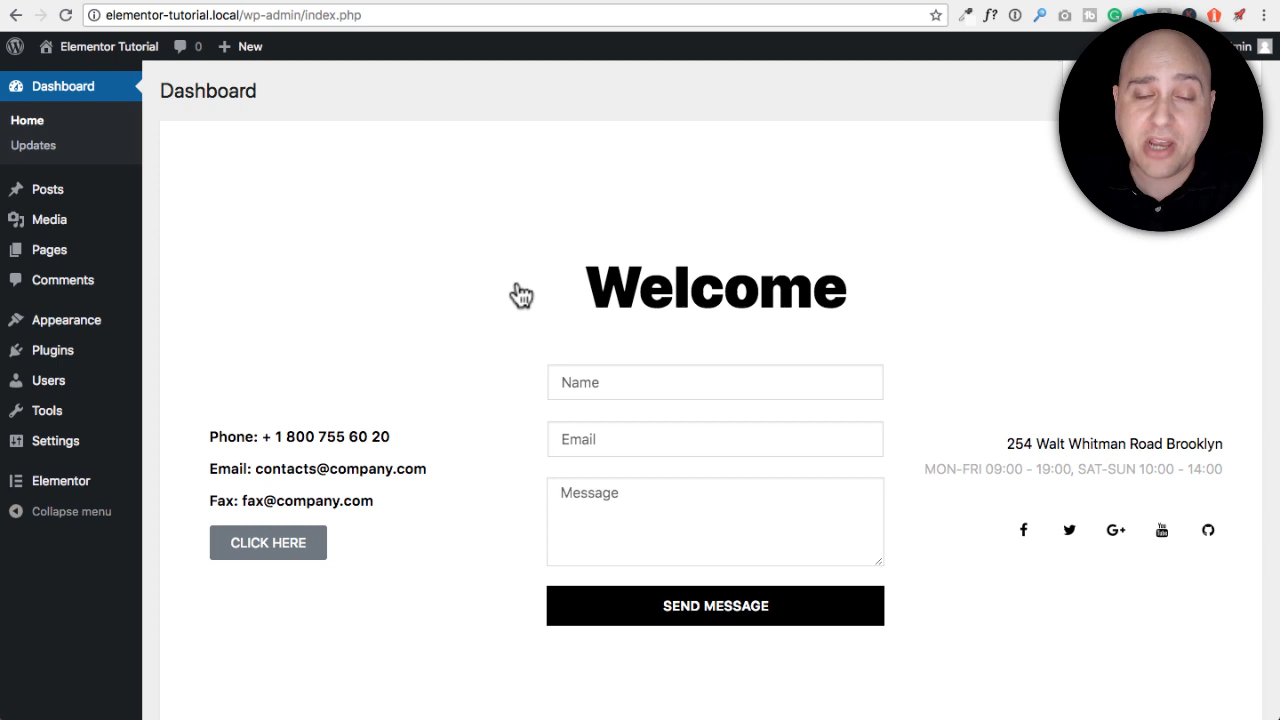 elementor-tutorial.local/wp-admin/index.php
f?
Elementor Tutorial
0
New
min
Dashboard
Home
Updates
Posts
Media
Pages
Comments
Appearance
Plugins
Users
Tools
Settings
Elementor
Collapse menu
Dashboard
Welcome
Phone: + 1 800 755 60 20
Email: contacts@company.com
Fax: fax@company.com
CLICK HERE
Name
Email
Message
SEND MESSAGE
254 Walt Whitman Road Brooklyn
MON-FRI 09:00 - 19:00, SAT-SUN 10:00 - 14:00